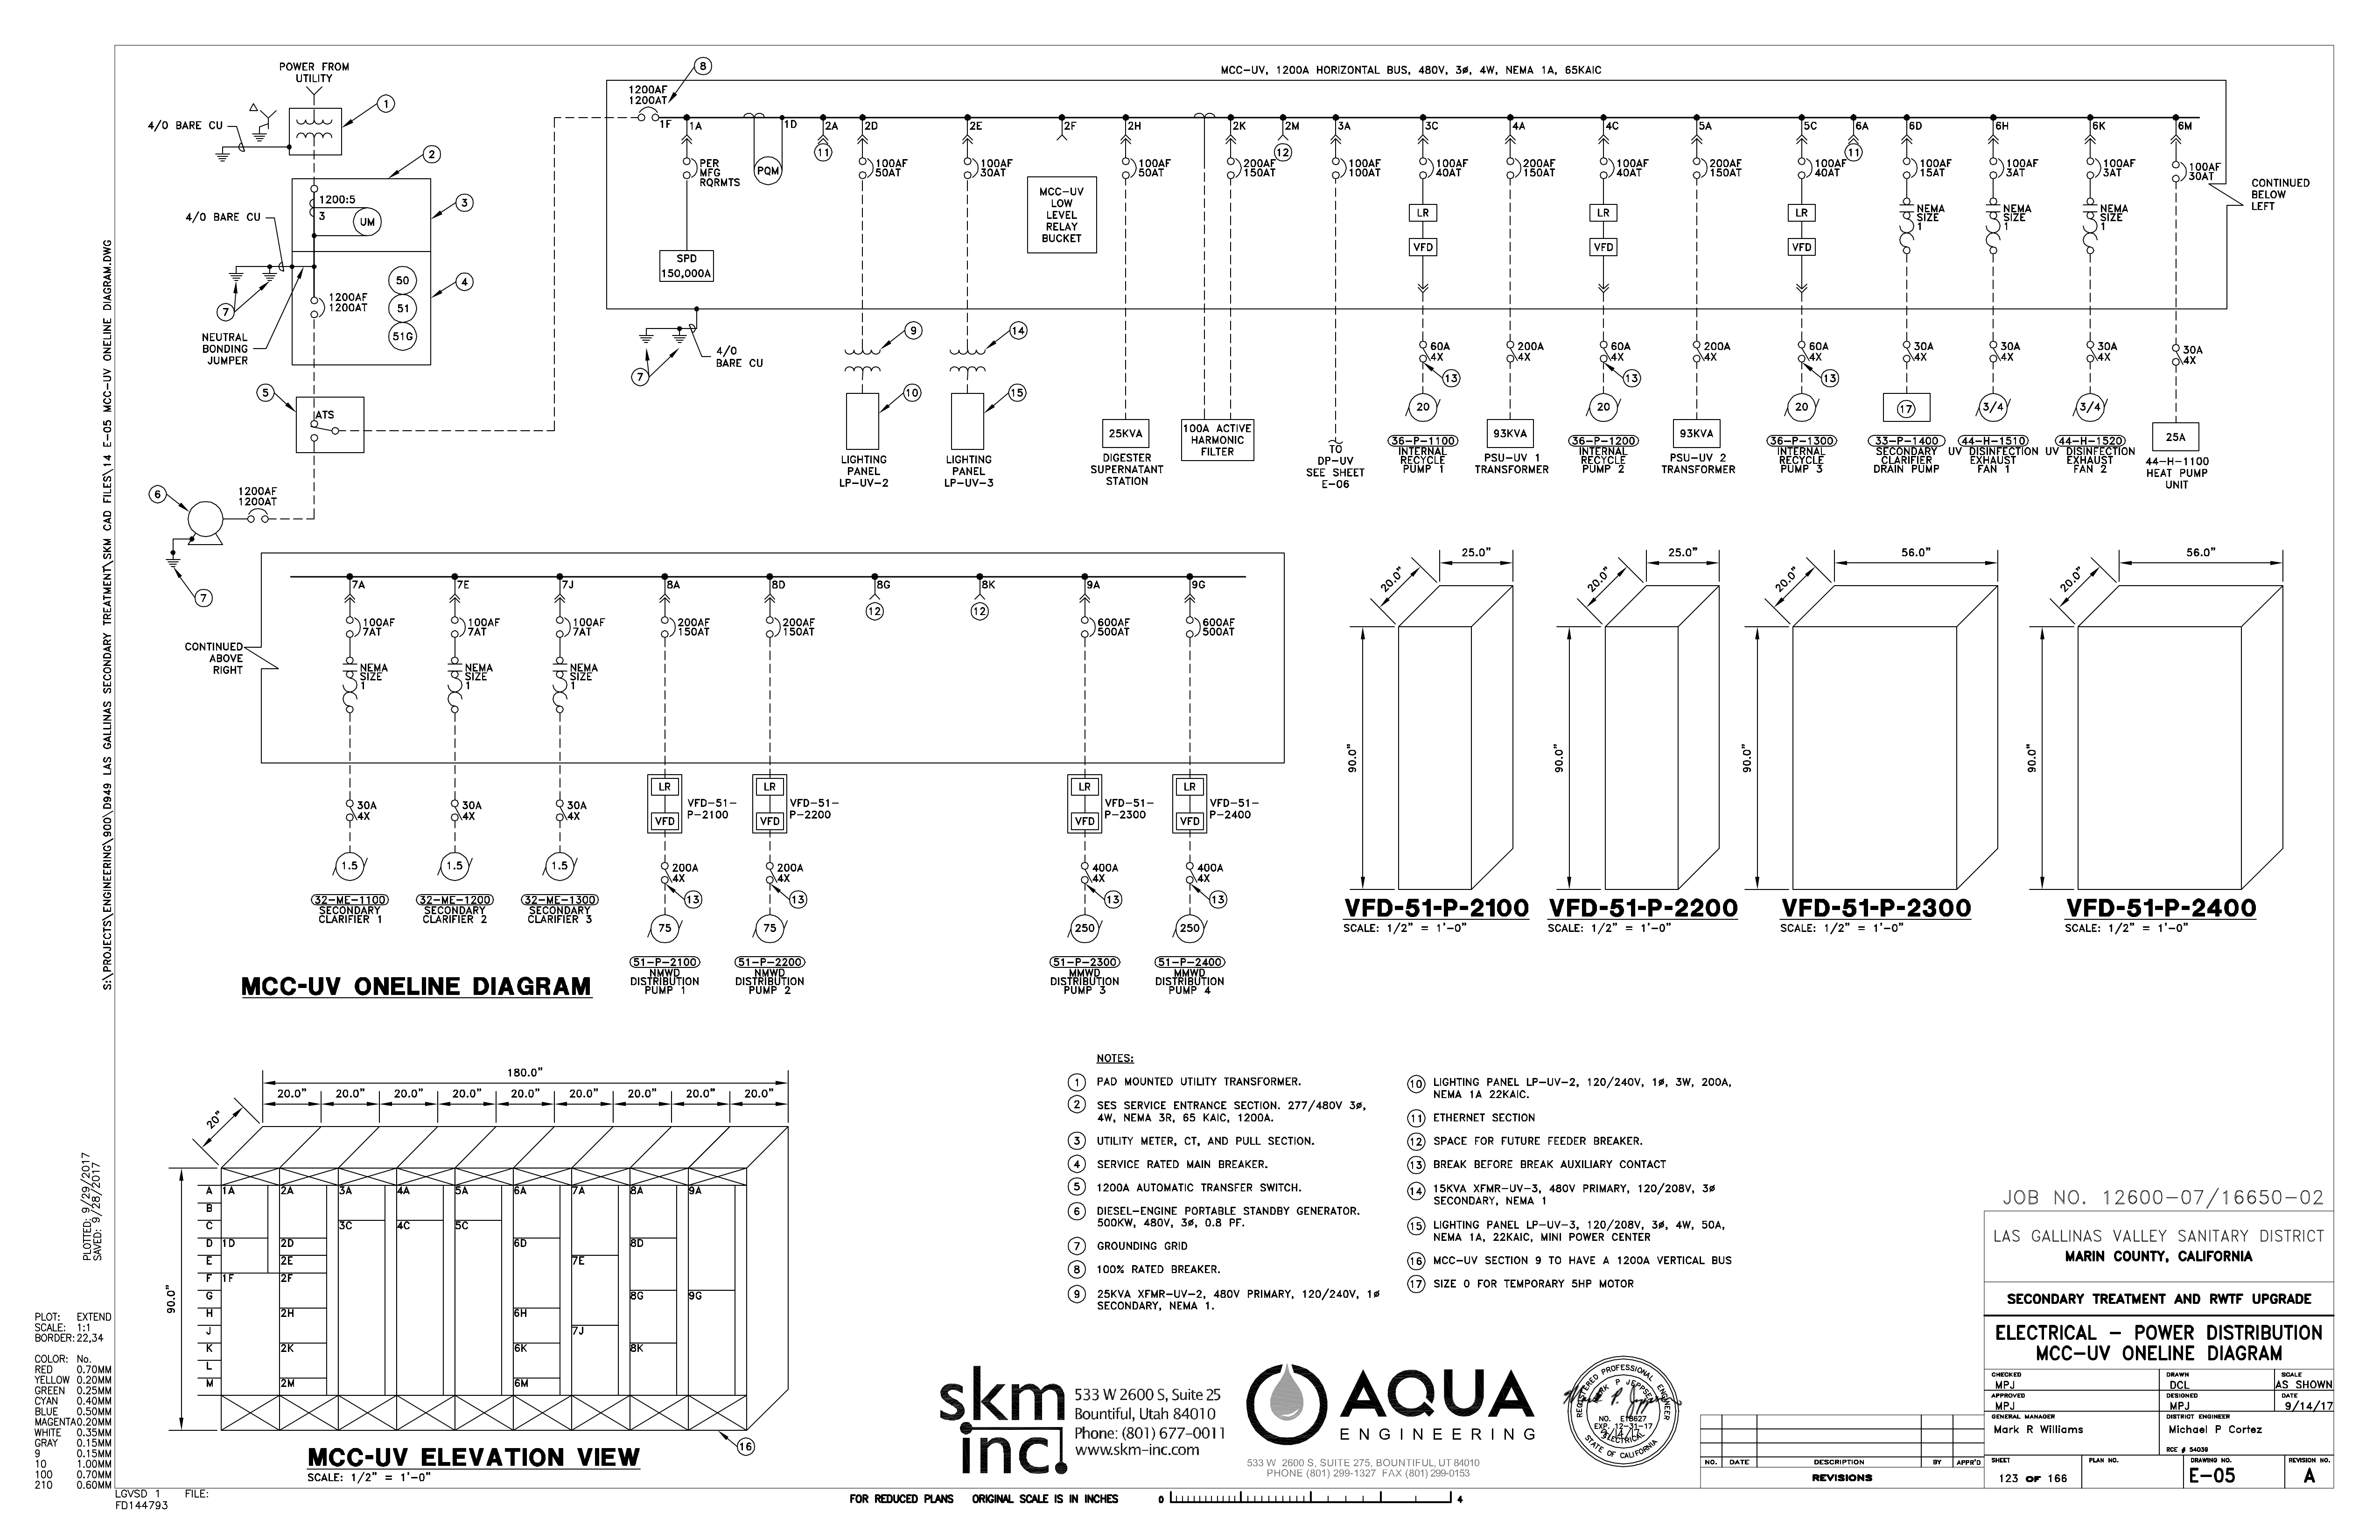 POWER FROM
UTILITY
1
4/0 BARE CU
2
1200:5
3
3
UM
4/0 BARE CU
50
51
51G
4
1200AF
1200AT
7
NEUTRAL
BONDING
JUMPER
5
ATS
6
1200AF
1200AT
7
MCC-UV, 1200A HORIZONTAL BUS, 480V, 3ø, 4W, NEMA 1A, 65KAIC
8
1200AF
1200AT
1F
1A
1D
2A
2D
2E
2F
2H
2K
2M
3A
3C
4A
4C
5A
5C
6A
6D
6H
6K
6M
PER
MFG
RQRMTS
PQM
11
100AF
50AT
100AF
30AT
100AF
50AT
200AF
150AT
12
100AF
100AT
100AF
40AT
200AF
150AT
100AF
40AT
200AF
150AT
100AF
40AT
11
100AF
15AT
100AF
3AT
100AF
3AT
100AF
30AT
CONTINUED
BELOW
LEFT
MCC-UV
LOW
LEVEL
RELAY
BUCKET
LR
VFD
LR
VFD
LR
VFD
NEMA
SIZE
1
NEMA
SIZE
1
NEMA
SIZE
1
SPD
150,000A
7
4/0
BARE CU
9
14
10
15
60A
4X
200A
4X
60A
4X
200A
4X
60A
4X
30A
4X
30A
4X
30A
4X
30A
4X
13
13
13
LIGHTING
PANEL
LP-UV-2
LIGHTING
PANEL
LP-UV-3
25KVA
DIGESTER
SUPERNATANT
STATION
100A ACTIVE
HARMONIC
FILTER
TO
DP-UV
SEE SHEET
E-06
20
36-P-1100
INTERNAL
RECYCLE
PUMP 1
93KVA
PSU-UV 1
TRANSFORMER
20
36-P-1200
INTERNAL
RECYCLE
PUMP 2
93KVA
PSU-UV 2
TRANSFORMER
20
36-P-1300
INTERNAL
RECYCLE
PUMP 3
17
33-P-1400
SECONDARY
CLARIFIER
DRAIN PUMP
3/4
44-H-1510
UV DISINFECTION
EXHAUST
FAN 1
3/4
44-H-1520
UV DISINFECTION
EXHAUST
FAN 2
25A
44-H-1100
HEAT PUMP
UNIT
CONTINUED
ABOVE
RIGHT
7A
7E
7J
8A
8D
8G
8K
9A
9G
100AF
7AT
100AF
7AT
100AF
7AT
200AF
150AT
200AF
150AT
12
12
600AF
500AT
600AF
500AT
NEMA
SIZE
1
NEMA
SIZE
1
NEMA
SIZE
1
30A
4X
30A
4X
30A
4X
LR
VFD
VFD-51-
P-2100
LR
VFD
VFD-51-
P-2200
LR
VFD
VFD-51-
P-2300
LR
VFD
VFD-51-
P-2400
200A
4X
200A
4X
400A
4X
400A
4X
13
13
13
13
1.5
32-ME-1100
SECONDARY
CLARIFIER 1
1.5
32-ME-1200
SECONDARY
CLARIFIER 2
1.5
32-ME-1300
SECONDARY
CLARIFIER 3
75
51-P-2100
NMWD
DISTRIBUTION
PUMP 1
75
51-P-2200
NMWD
DISTRIBUTION
PUMP 2
250
51-P-2300
MMWD
DISTRIBUTION
PUMP 3
250
51-P-2400
MMWD
DISTRIBUTION
PUMP 4
MCC-UV ONELINE DIAGRAM
25.0"
20.0"
90.0"
VFD-51-P-2100
SCALE: 1/2" = 1'-0"
25.0"
20.0"
90.0"
VFD-51-P-2200
SCALE: 1/2" = 1'-0"
56.0"
20.0"
90.0"
VFD-51-P-2300
SCALE: 1/2" = 1'-0"
56.0"
20.0"
90.0"
VFD-51-P-2400
SCALE: 1/2" = 1'-0"
180.0"
20.0" 20.0" 20.0" 20.0" 20.0" 20.0" 20.0" 20.0" 20.0"
20"
90.0"
A 1A 2A 3A 4A 5A 6A 7A 8A 9A
B
C 3C 4C 5C
D 1D 2D 6D 8D
E 2E 7E
F 1F 2F
G 8G 9G
H 2H 6H
J 7J
K 2K 6K 8K
L
M 2M 6M
16
MCC-UV ELEVATION VIEW
SCALE: 1/2" = 1'-0"
NOTES:
1 PAD MOUNTED UTILITY TRANSFORMER.
2 SES SERVICE ENTRANCE SECTION. 277/480V 3ø,
4W, NEMA 3R, 65 KAIC, 1200A.
3 UTILITY METER, CT, AND PULL SECTION.
4 SERVICE RATED MAIN BREAKER.
5 1200A AUTOMATIC TRANSFER SWITCH.
6 DIESEL-ENGINE PORTABLE STANDBY GENERATOR.
500KW, 480V, 3ø, 0.8 PF.
7 GROUNDING GRID
8 100% RATED BREAKER.
9 25KVA XFMR-UV-2, 480V PRIMARY, 120/240V, 1ø
SECONDARY, NEMA 1.
10 LIGHTING PANEL LP-UV-2, 120/240V, 1ø, 3W, 200A,
NEMA 1A 22KAIC.
11 ETHERNET SECTION
12 SPACE FOR FUTURE FEEDER BREAKER.
13 BREAK BEFORE BREAK AUXILIARY CONTACT
14 15KVA XFMR-UV-3, 480V PRIMARY, 120/208V, 3ø
SECONDARY, NEMA 1
15 LIGHTING PANEL LP-UV-3, 120/208V, 3ø, 4W, 50A,
NEMA 1A, 22KAIC, MINI POWER CENTER
16 MCC-UV SECTION 9 TO HAVE A 1200A VERTICAL BUS
17 SIZE 0 FOR TEMPORARY 5HP MOTOR
skm
inc.
533 W 2600 S, Suite 25
Bountiful, Utah 84010
Phone: (801) 677-0011
www.skm-inc.com
AQUA
ENGINEERING
533 W 2600 S, SUITE 275, BOUNTIFUL, UT 84010
PHONE (801) 299-1327 FAX (801) 299-0153
REGISTERED PROFESSIONAL ENGINEER
MARK P JEPPSEN
NO. E18627
EXP. 12-31-17
9/14/17
ELECTRICAL
STATE OF CALIFORNIA
NO. DATE DESCRIPTION BY APPR'D
REVISIONS
JOB NO. 12600-07/16650-02
LAS GALLINAS VALLEY SANITARY DISTRICT
MARIN COUNTY, CALIFORNIA
SECONDARY TREATMENT AND RWTF UPGRADE
ELECTRICAL - POWER DISTRIBUTION
MCC-UV ONELINE DIAGRAM
CHECKED
MPJ
DRAWN
DCL
SCALE
AS SHOWN
APPROVED
MPJ
DESIGNED
MPJ
DATE
9/14/17
GENERAL MANAGER
Mark R Williams
DISTRICT ENGINEER
Michael P Cortez
RCE # 54038
SHEET
123 OF 166
PLAN NO.
DRAWING NO.
E-05
REVISION NO.
A
FOR REDUCED PLANS ORIGINAL SCALE IS IN INCHES 0 4
S:\PROJECTS\ENGINEERING\900\D949 LAS GALLINAS SECONDARY TREATMENT\SKM CAD FILES\14 E-05 MCC-UV ONELINE DIAGRAM.DWG
PLOTTED: 9/29/2017
SAVED: 9/28/2017
PLOT: EXTEND
SCALE: 1:1
BORDER: 22,34
COLOR: No.
RED 0.70MM
YELLOW 0.20MM
GREEN 0.25MM
CYAN 0.40MM
BLUE 0.50MM
MAGENTA 0.20MM
WHITE 0.35MM
GRAY 0.15MM
9 0.15MM
10 1.00MM
100 0.70MM
210 0.60MM
LGVSD 1 FILE:
FD144793